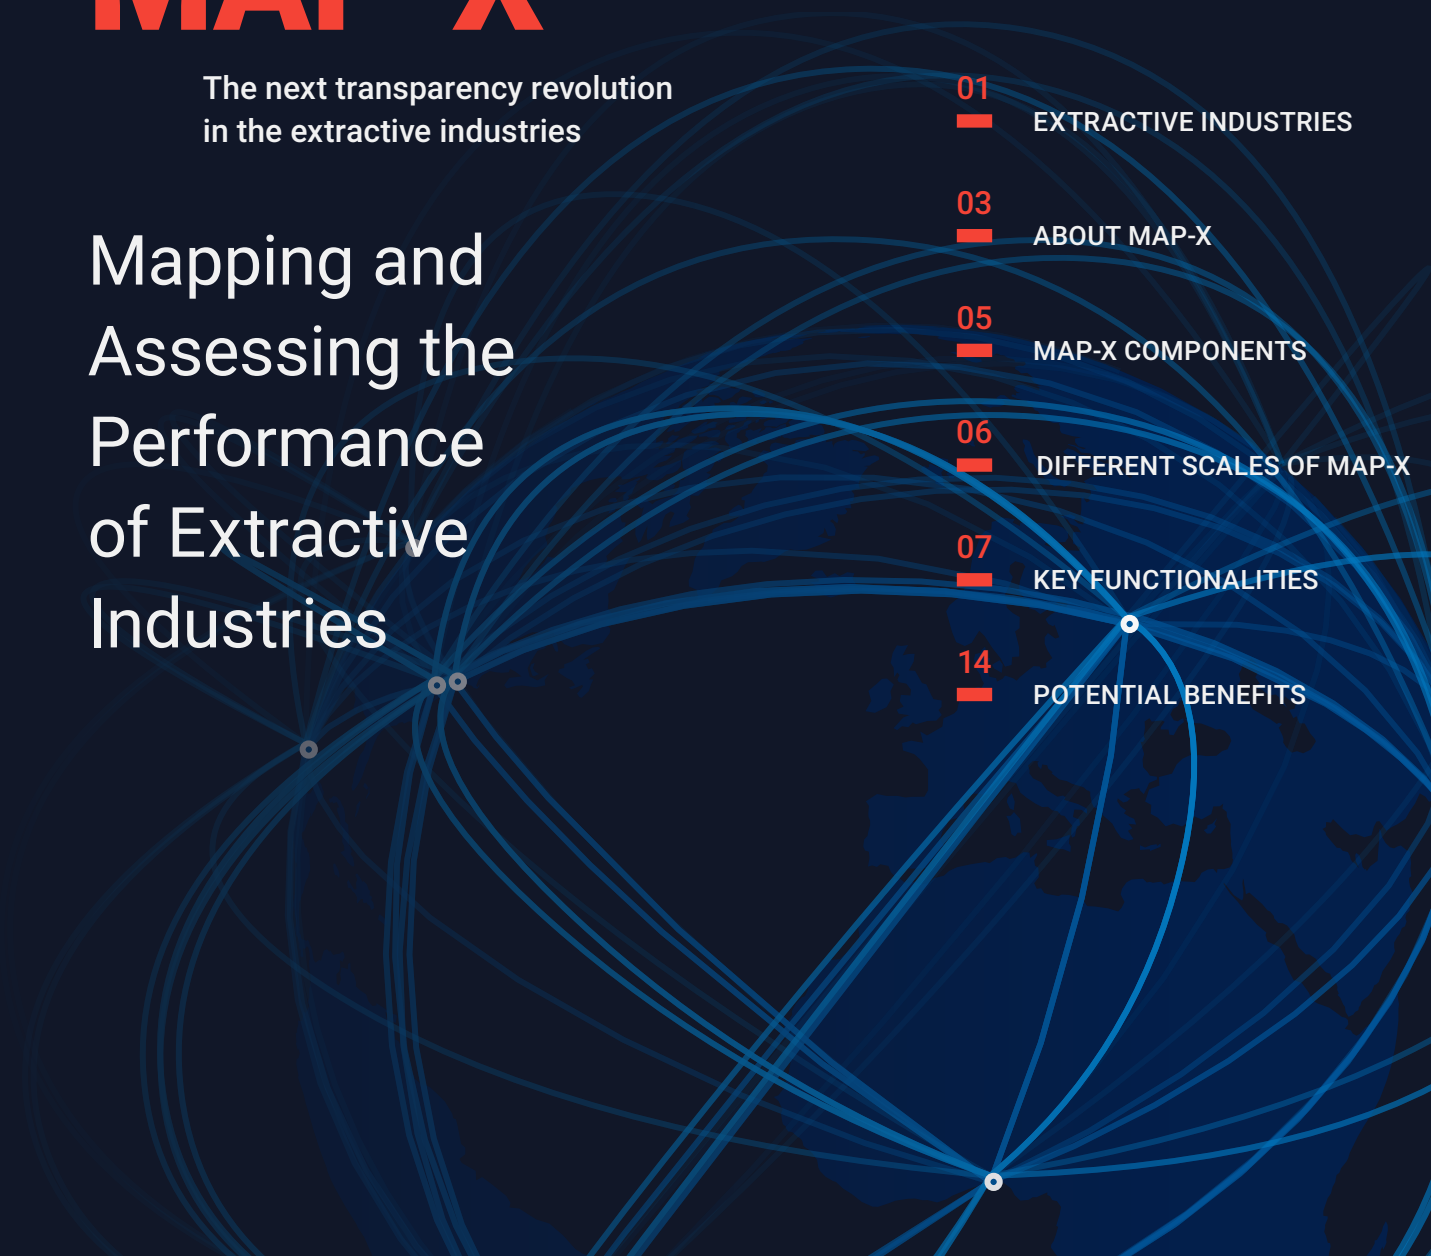 MAP-X
The next transparency revolution
in the extractive industries
Mapping and
Assessing the
Performance
of Extractive
Industries
01
EXTRACTIVE INDUSTRIES
03
ABOUT MAP-X
05
MAP-X COMPONENTS
06
DIFFERENT SCALES OF MAP-X
07
KEY FUNCTIONALITIES
14
POTENTIAL BENEFITS